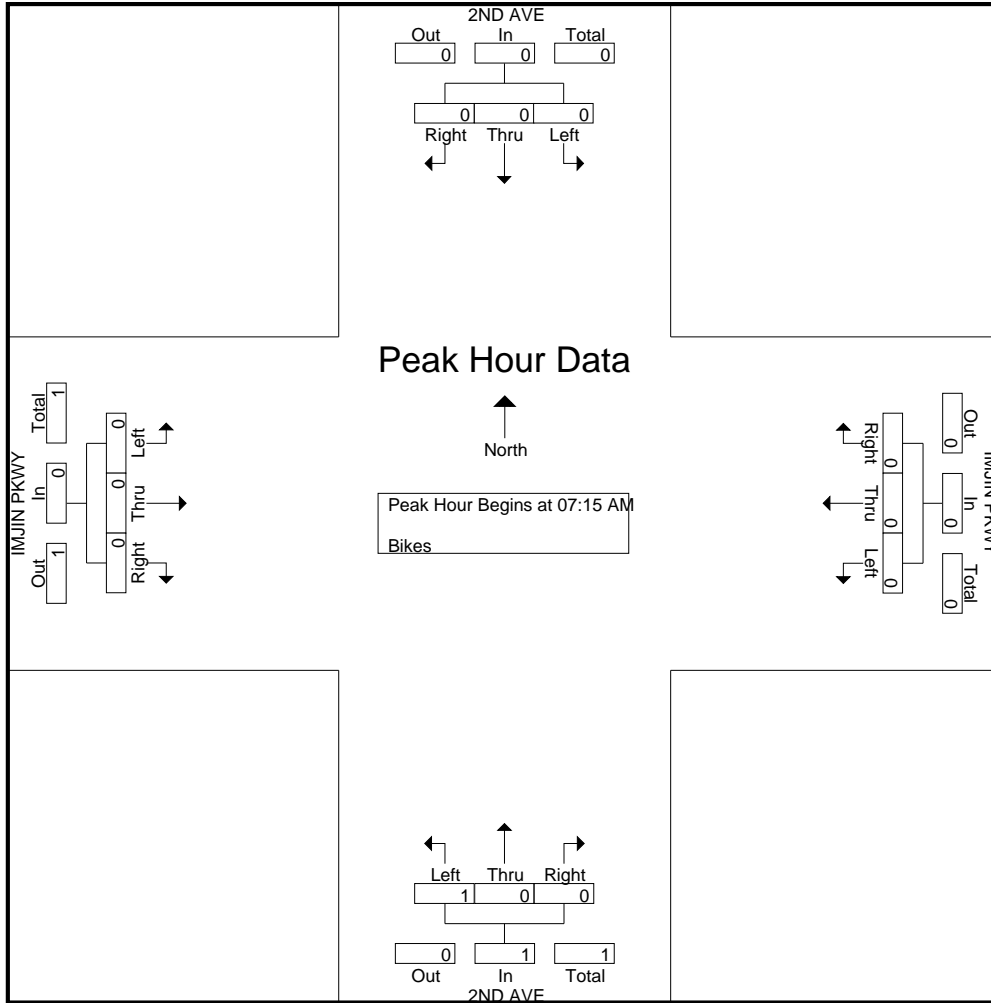 2ND AVE
Out In Total
0 0 0
0 0 0
Right Thru Left
Peak Hour Data
North
Peak Hour Begins at 07:15 AM
Bikes
IMJIN PKWY
Out In Total
1 0 1
Right Thru Left
0 0 0
IMJIN PKWY
Out In Total
0 0 0
Right Thru Left
0 0 0
Left Thru Right
1 0 0
0 1 1
Out In Total
2ND AVE